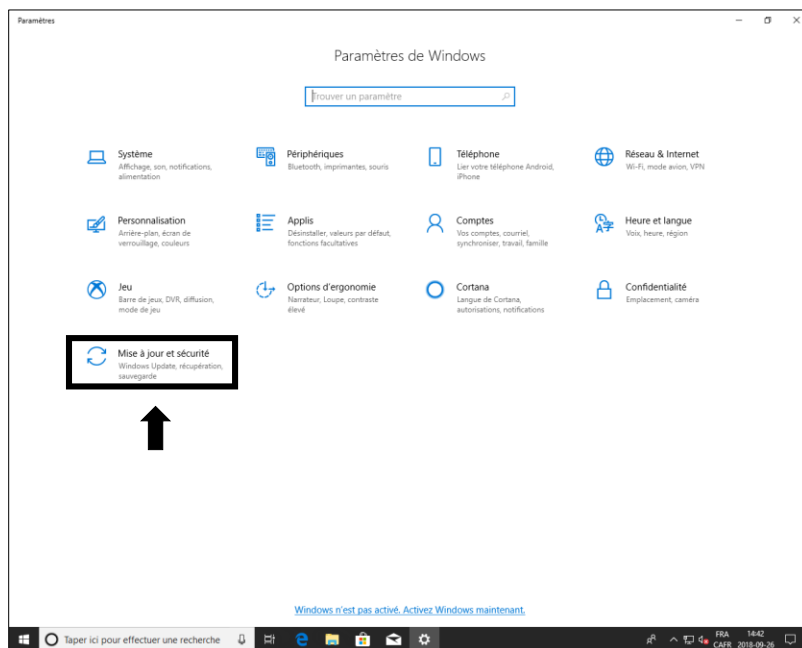 Paramètres
Paramètres de Windows
Trouver un paramètre
Système
Affichage, son, notifications,
alimentation
Périphériques
Bluetooth, imprimantes, souris
Téléphone
Lier votre téléphone Android,
iPhone
Réseau & Internet
Wi-Fi, mode avion, VPN
Personnalisation
Arrière-plan, écran de
verrouillage, couleurs
Applis
Désinstaller, valeurs par défaut,
fonctions facultatives
Comptes
Vos comptes, courriel,
synchroniser, travail, famille
Heure et langue
Voix, heure, région
Jeu
Barre de jeux, DVR, diffusion,
mode de jeu
Options d'ergonomie
Narrateur, Loupe, contraste
élevé
Cortana
Langue de Cortana,
autorisations, notifications
Confidentialité
Emplacement, caméra
Mise à jour et sécurité
Windows Update, récupération,
sauvegarde
Windows n'est pas activé. Activez Windows maintenant.
Taper ici pour effectuer une recherche
FRA 14:42
CAFR 2018-09-26